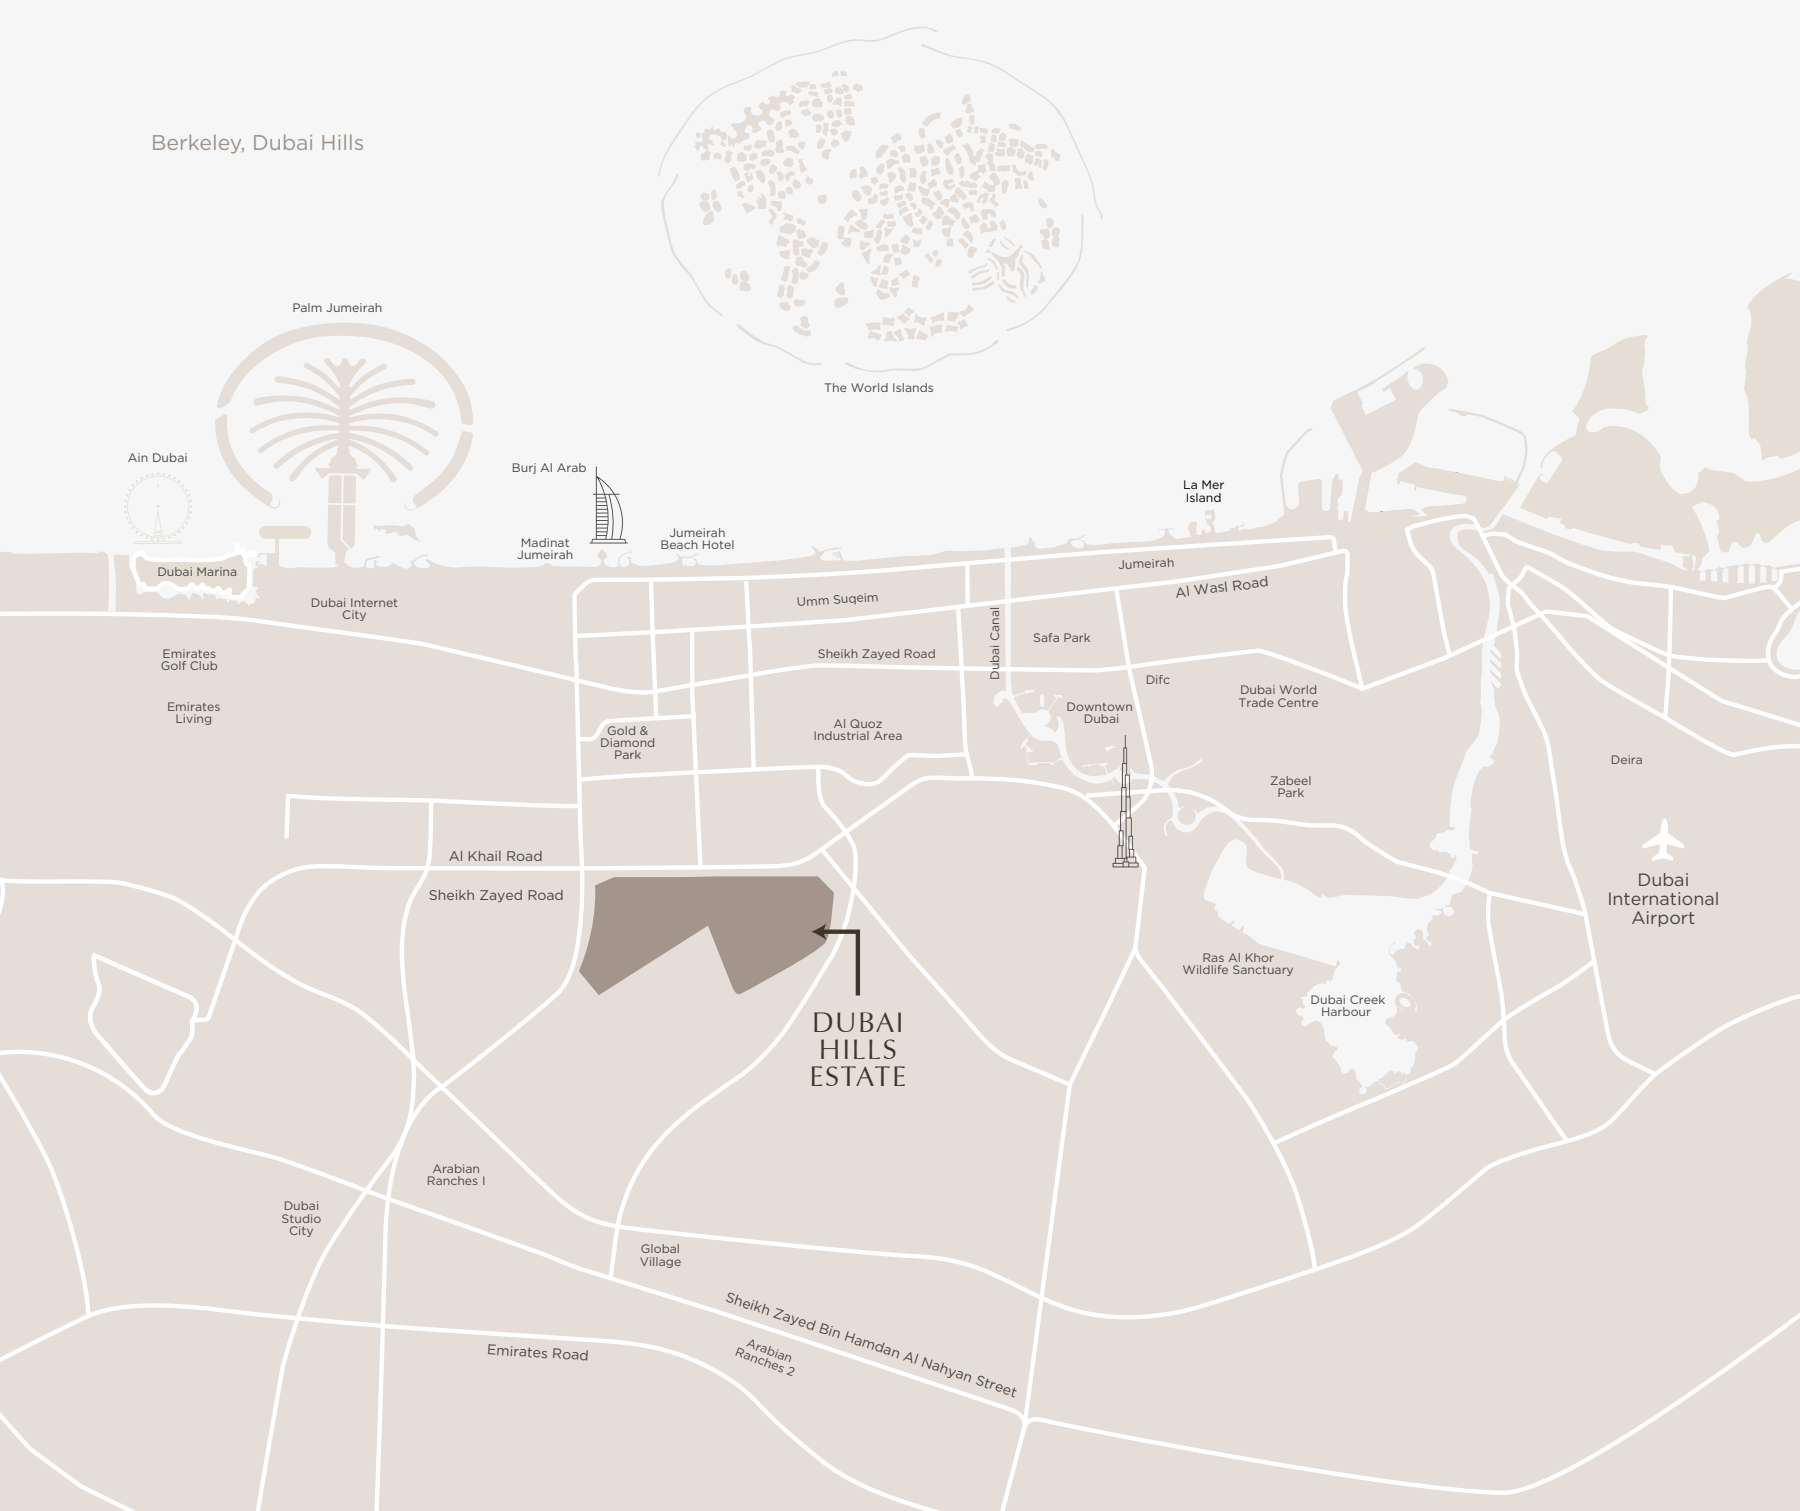 Berkeley, Dubai Hills
Palm Jumeirah
The World Islands
Ain Dubai
Burj Al Arab
La Mer
Island
Madinat
Jumeirah
Jumeirah
Beach Hotel
Dubai Marina
Jumeirah
Al Wasl Road
Dubai Internet
City
Umm Suqeim
Dubai Canal
Safa Park
Emirates
Golf Club
Sheikh Zayed Road
Difc
Dubai World
Trade Centre
Emirates
Living
Downtown
Dubai
Gold &
Diamond
Park
Al Quoz
Industrial Area
Deira
Zabeel
Park
Al Khail Road
Sheikh Zayed Road
Dubai
International
Airport
Ras Al Khor
Wildlife Sanctuary
Dubai Creek
Harbour
DUBAI
HILLS
ESTATE
Arabian
Ranches I
Dubai
Studio
City
Global
Village
Sheikh Zayed Bin Hamdan Al Nahyan Street
Arabian
Ranches 2
Emirates Road